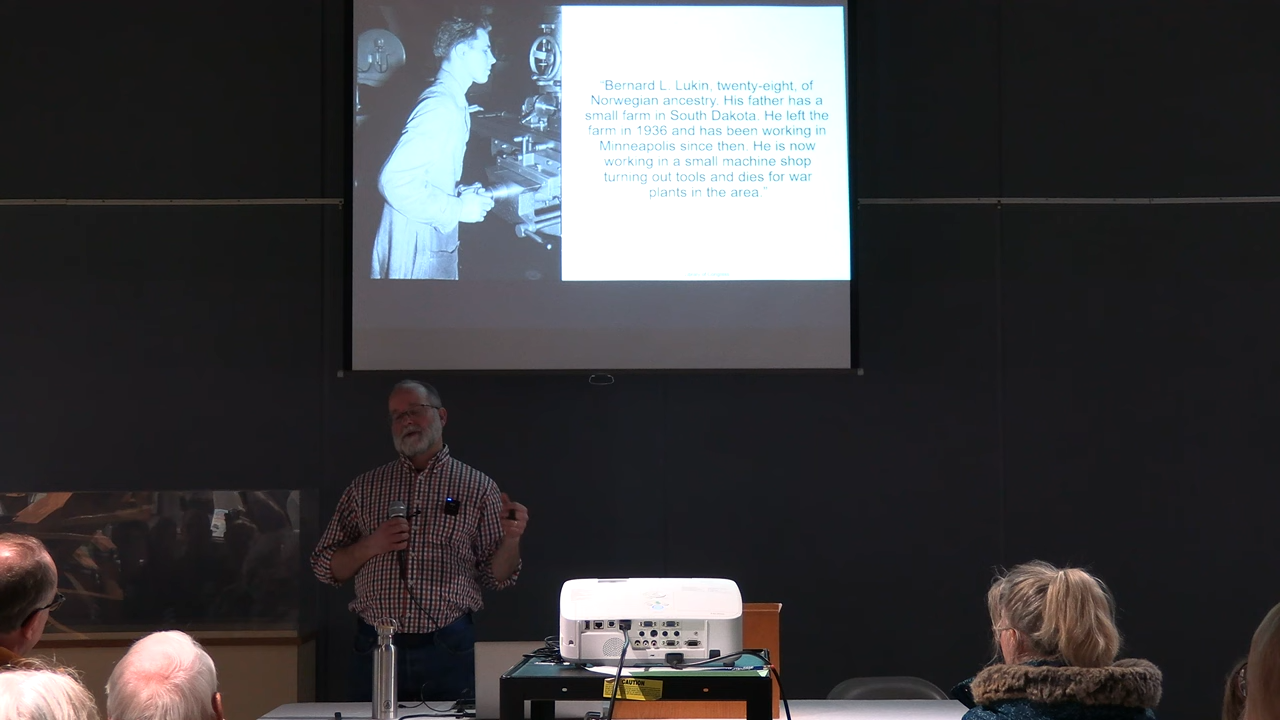 "Bernard L. Lukin, twenty-eight, of
Norwegian ancestry. His father has a
small farm in South Dakota. He left the
farm in 1936 and has been working in
Minneapolis since then. He is now
working in a small machine shop
turning out tools and dies for war
plants in the area."
CAUTION